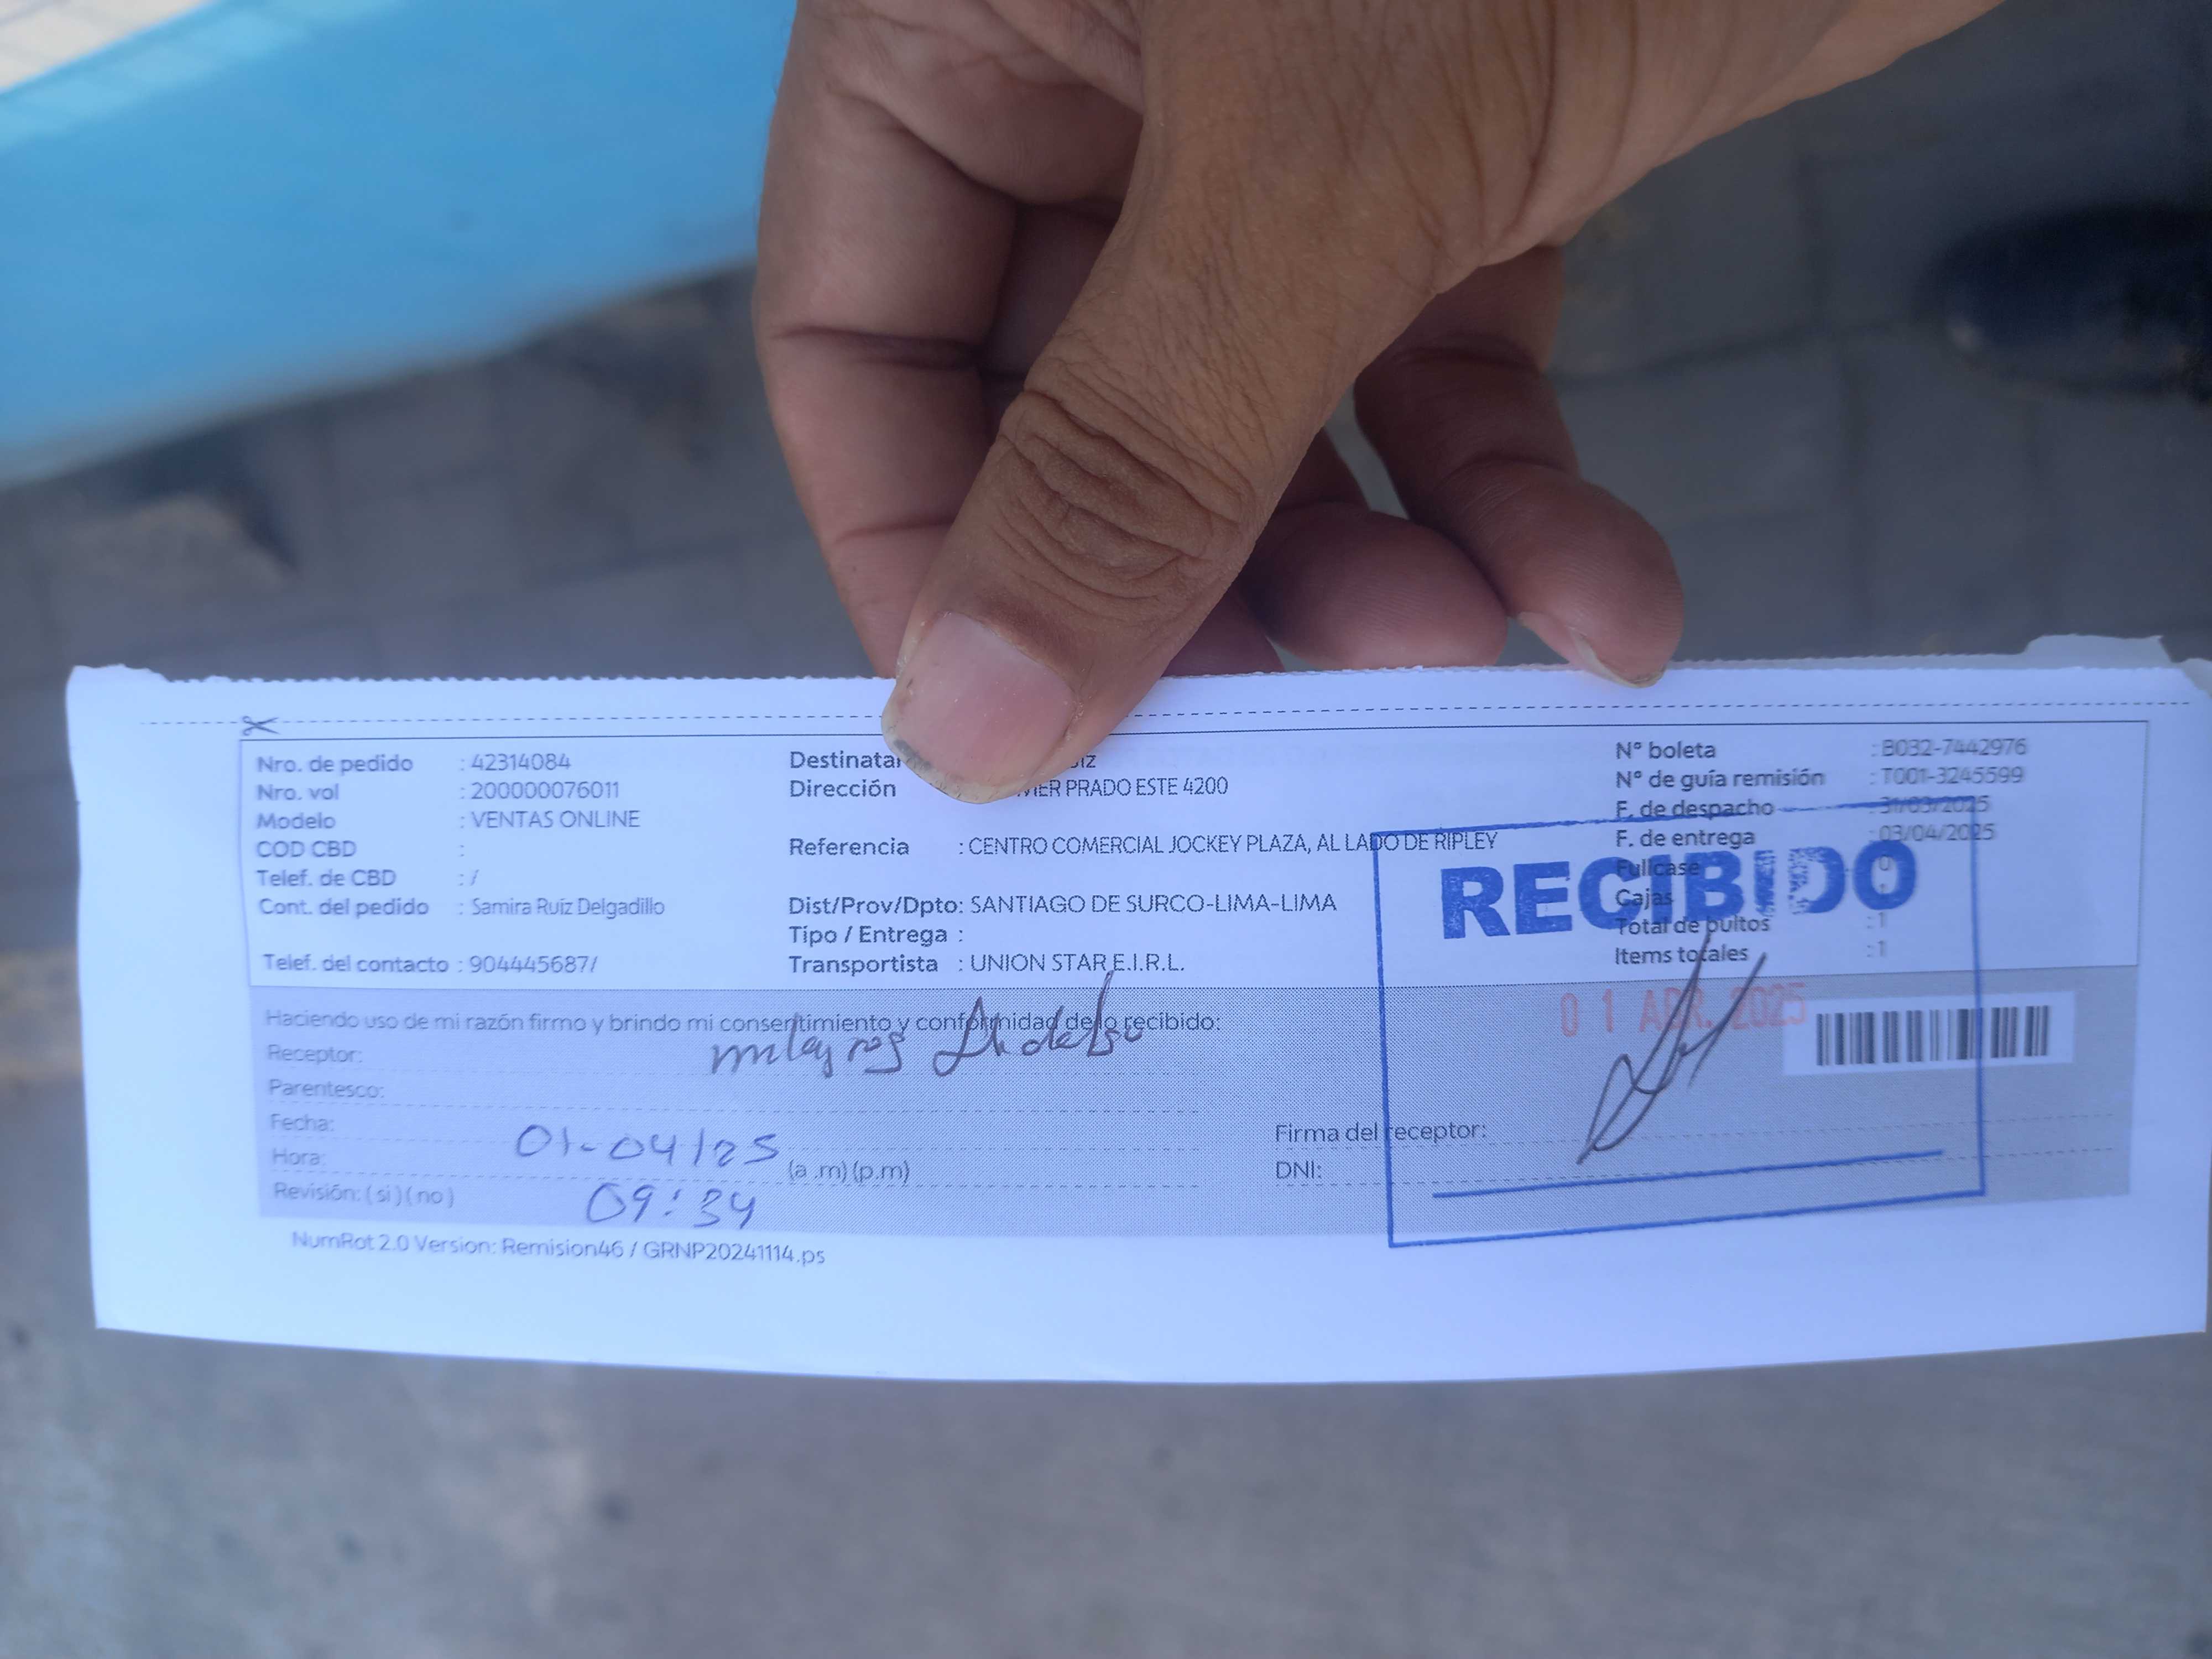 Nro. de pedido : 42314084
Nro. vol : 200000076011
Modelo : VENTAS ONLINE
COD CBD :
Telef. de CBD : /
Cont. del pedido : Samira Ruiz Delgadillo
Telef. del contacto : 904445687/
Destinatar
Dirección PRADO ESTE 4200
Referencia : CENTRO COMERCIAL JOCKEY PLAZA, AL LADO DE RIPLEY
Dist/Prov/Dpto: SANTIAGO DE SURCO-LIMA-LIMA
Tipo / Entrega :
Transportista : UNION STAR E.I.R.L.
N° boleta : B032-7442976
N° de guía remisión : T001-3245599
F. de despacho : 31/03/2025
F. de entrega : 03/04/2025
Fullcase : 0
Cajas :
Total de bultos : 1
Items totales : 1
RECIBIDO
01 ABR. 2025
Haciendo uso de mi razón firmo y brindo mi consentimiento y conformidad de lo recibido:
Receptor: milagros
Parentesco:
Fecha: 01-04/25
Hora: 09:34 (a .m) (p.m)
Revisión: ( si ) ( no )
Firma del receptor:
DNI:
NumRot 2.0 Version: Remision46 / GRNP20241114.ps